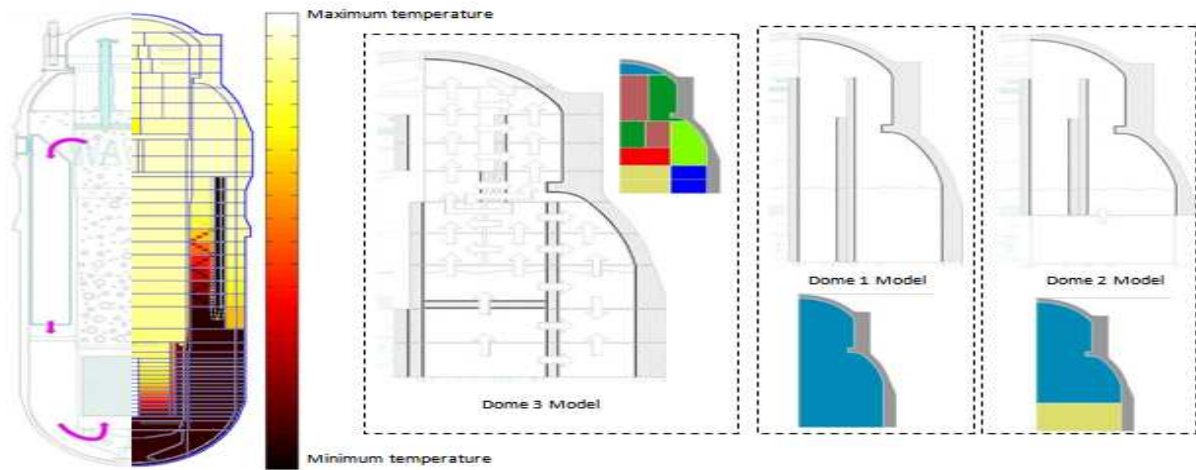 Maximum temperature
Dome 3 Model
Dome 1 Model
Dome 2 Model
Minimum temperature